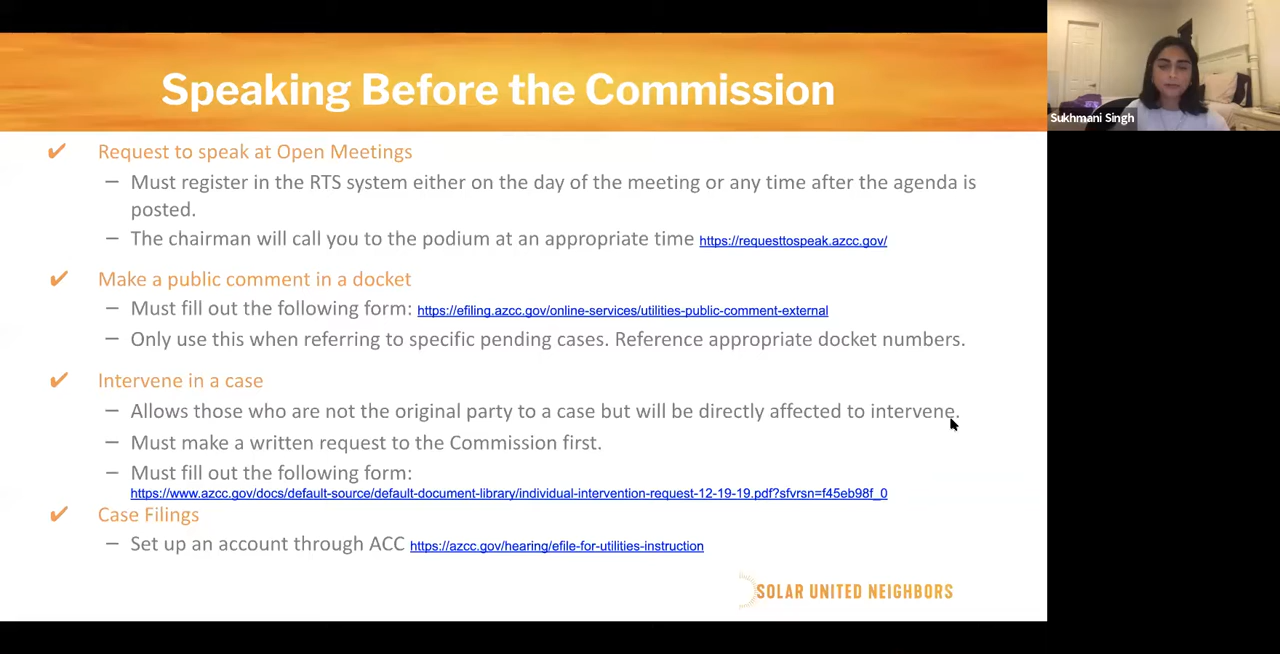 Speaking Before the Commission
Sukhmani Singh
✔ Request to speak at Open Meetings
– Must register in the RTS system either on the day of the meeting or any time after the agenda is
posted.
– The chairman will call you to the podium at an appropriate time https://requesttospeak.azcc.gov/
✔ Make a public comment in a docket
– Must fill out the following form: https://efiling.azcc.gov/online-services/utilities-public-comment-external
– Only use this when referring to specific pending cases. Reference appropriate docket numbers.
✔ Intervene in a case
– Allows those who are not the original party to a case but will be directly affected to intervene.
– Must make a written request to the Commission first.
– Must fill out the following form:
https://www.azcc.gov/docs/default-source/default-document-library/individual-intervention-request-12-19-19.pdf?sfvrsn=f45eb98f_0
✔ Case Filings
– Set up an account through ACC https://azcc.gov/hearing/efile-for-utilities-instruction
SOLAR UNITED NEIGHBORS